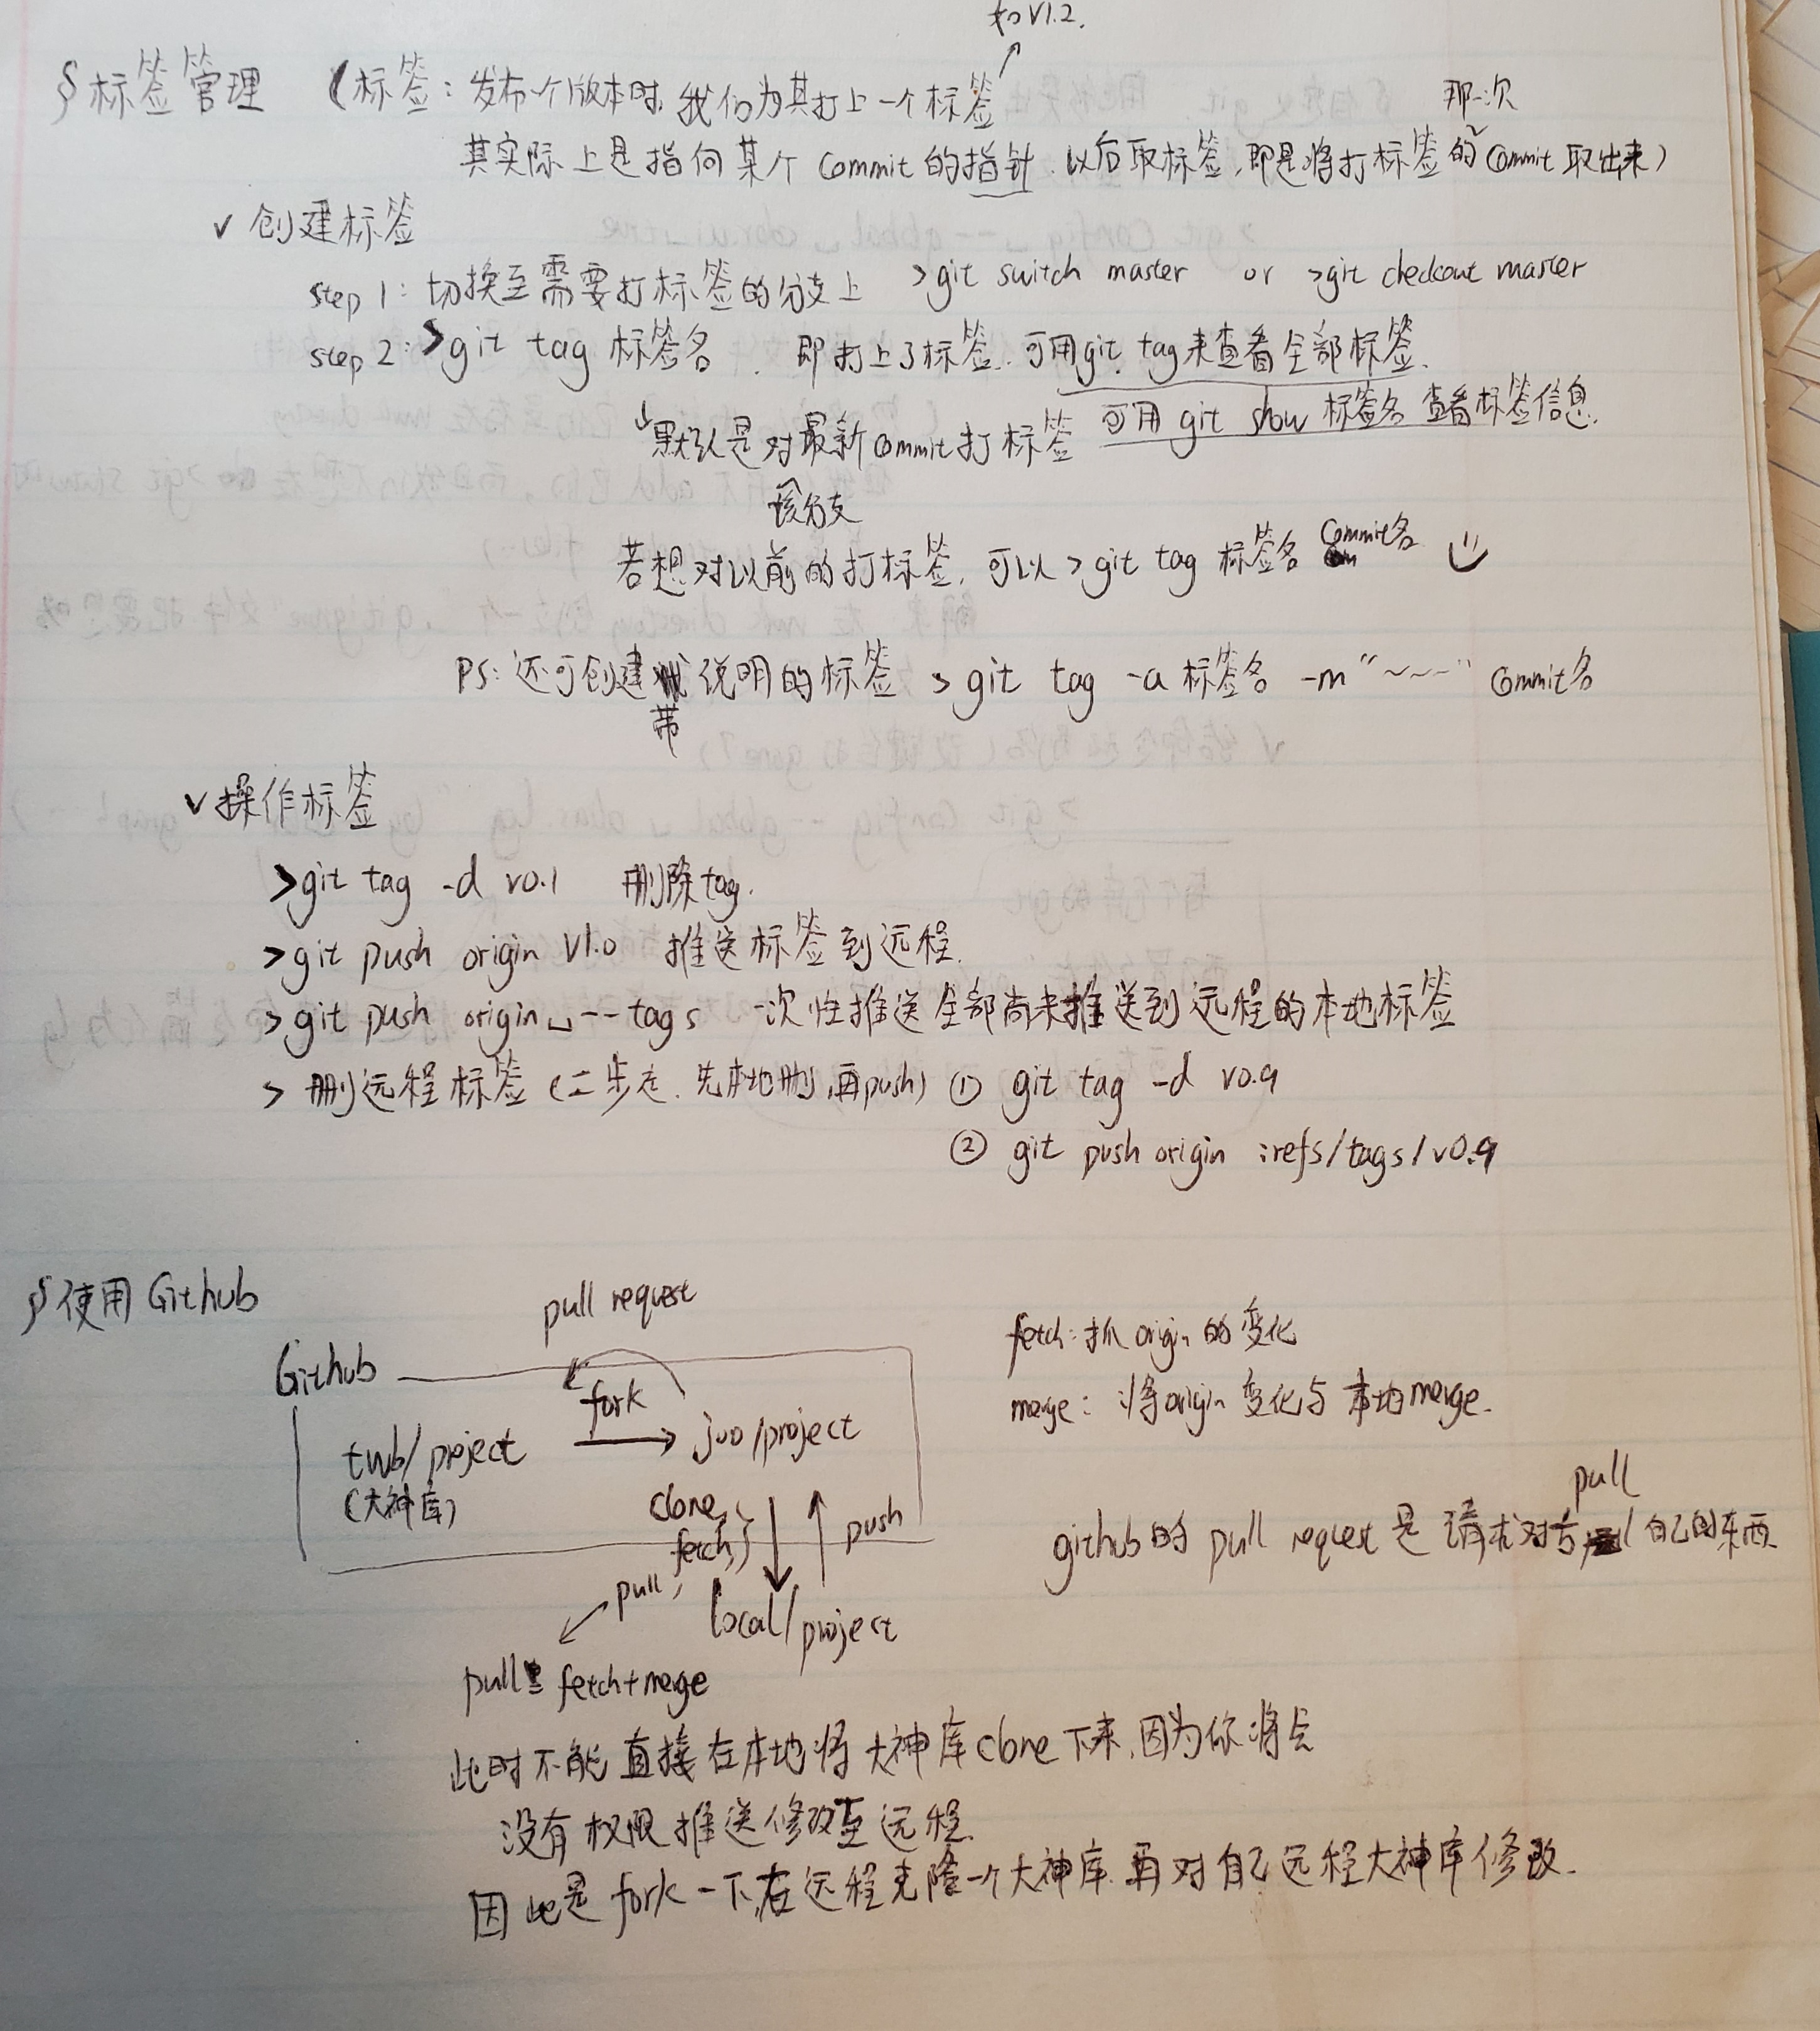 如V1.2.
§标签管理 (标签:发布一个版本时,我们为其打上一个标签
那一次
其实际上是指向某个commit的指针.以后取标签,即是将打标签的commit取出来)
✓ 创建标签
step 1: 切换至需要打标签的分支上 >git switch master or >git checkout master
step 2: >git tag 标签名. 即打上了标签.可用git tag来查看全部标签.
↓默认是对最新commit打标签 可用 git show 标签名 查看标签信息.
该分支
若想对以前的打标签,可以 >git tag 标签名 commit名
PS: 还可创建 说明的标签 >git tag -a 标签名 -m "~~~" commit名
带
✓操作标签
>git tag -d v0.1 删除tag.
>git push origin V1.0 推送标签到远程.
>git push origin␣--tags 一次性推送全部尚未推送到远程的本地标签
> 删远程标签(二步走.先本地删,再push) ① git tag -d v0.9
② git push origin :refs/tags/v0.9
§使用Github
pull request
Github
fork
twb/project → juo/project
(大神库)
clone,
fetch,
push
pull,
local/project
pull: fetch+merge
fetch:抓origin的变化
merge: 将origin变化与本地merge.
pull
github的 pull request 是 请求对方 自己的东西
此时不能直接在本地将大神库clone下来,因为你将会
没有权限推送修改至远程.
因此是fork一下,在远程克隆一个大神库.再对自己远程大神库修改.